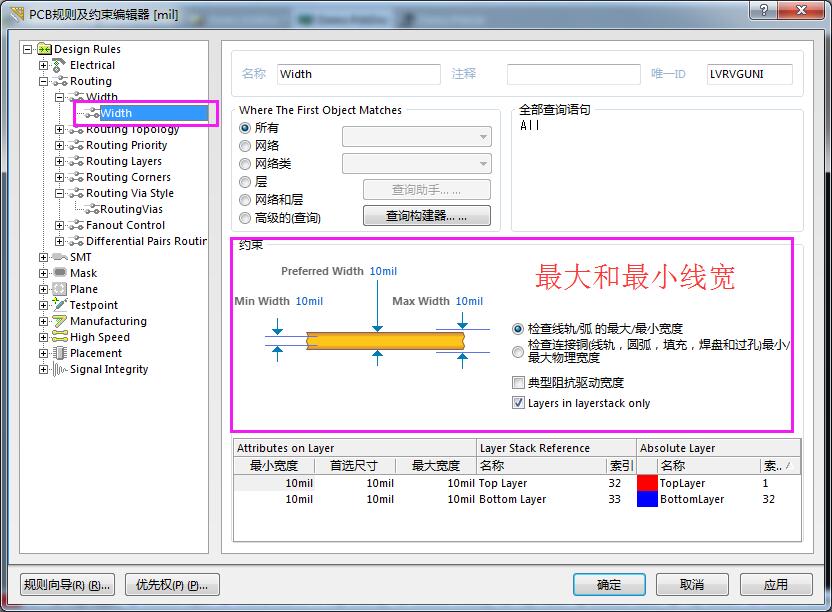 PCB规则及约束编辑器 [mil]
Design Rules
Electrical
Routing
Width
Width
Routing Topology
Routing Priority
Routing Layers
Routing Corners
Routing Via Style
RoutingVias
Fanout Control
Differential Pairs Routin
SMT
Mask
Plane
Testpoint
Manufacturing
High Speed
Placement
Signal Integrity
名称 Width 注释 唯一ID LVRVGUNI
Where The First Object Matches
所有
网络
网络类
层
网络和层
高级的(查询)
查询助手... ...
查询构建器... ...
全部查询语句
All
约束
Preferred Width 10mil
Min Width 10mil Max Width 10mil
最大和最小线宽
检查线轨/弧 的最大/最小宽度
检查连接铜(线轨，圆弧，填充，焊盘和过孔)最小/
最大物理宽度
典型阻抗驱动宽度
Layers in layerstack only
Attributes on Layer Layer Stack Reference Absolute Layer
最小宽度 首选尺寸 最大宽度 名称 索引 名称 索..
10mil 10mil 10mil Top Layer 32 TopLayer 1
10mil 10mil 10mil Bottom Layer 33 BottomLayer 32
规则向导(R) (R)... 优先权(P) (P)... 确定 取消 应用